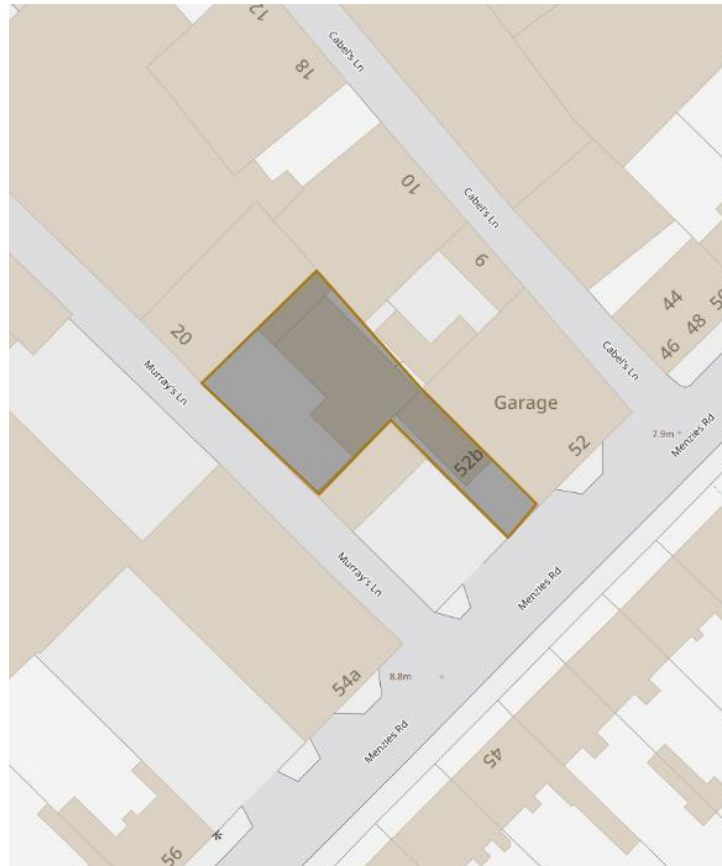 12
18
Cabel's Ln
10
Cabel's Ln
9
44
48
50
46
20
Murray's Ln
Cabel's Ln
Garage
52
7.9m +
Menzies Rd
52b
Murray's Ln
Menzies Rd
54a
8.8m
Menzies Rd
45
56
*